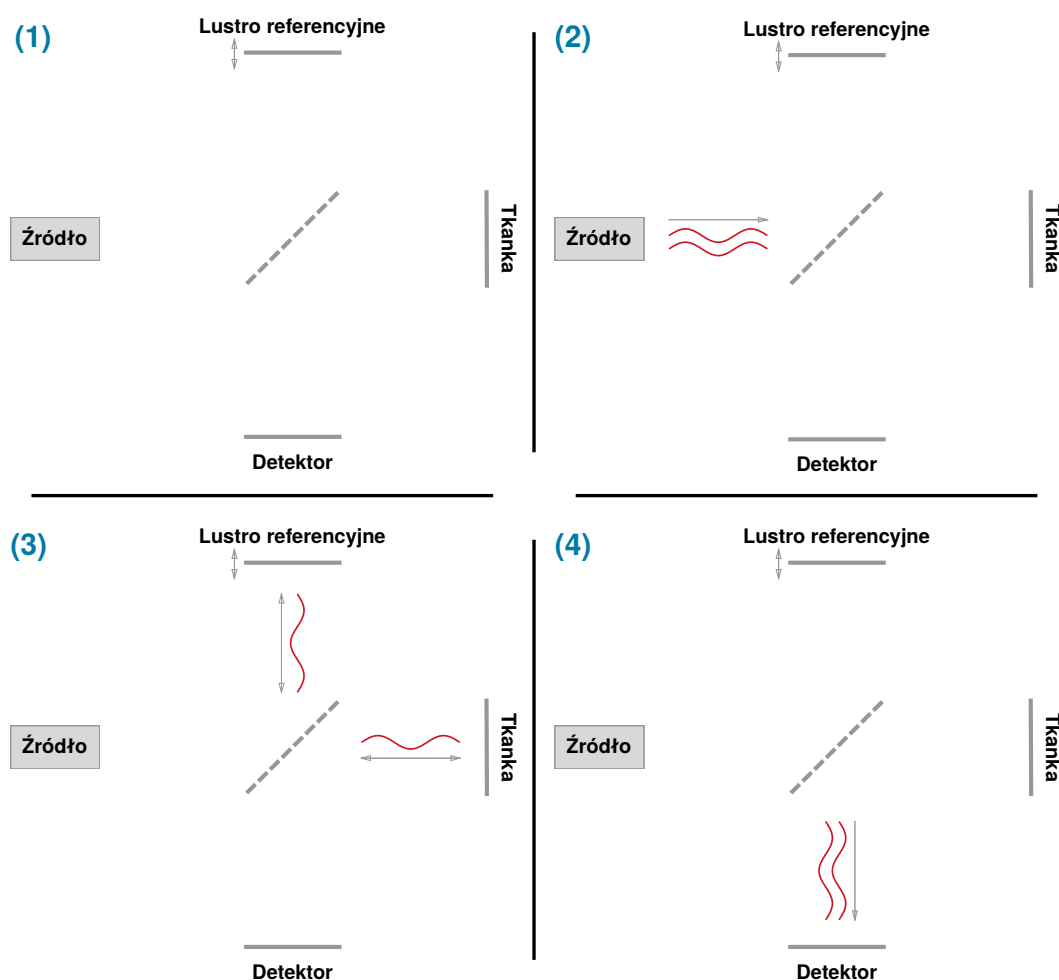 (1)
Lustro referencyjne
Źródło
Tkanka
Detektor
(2)
Lustro referencyjne
Źródło
Tkanka
Detektor
(3)
Lustro referencyjne
Źródło
Tkanka
Detektor
(4)
Lustro referencyjne
Źródło
Tkanka
Detektor